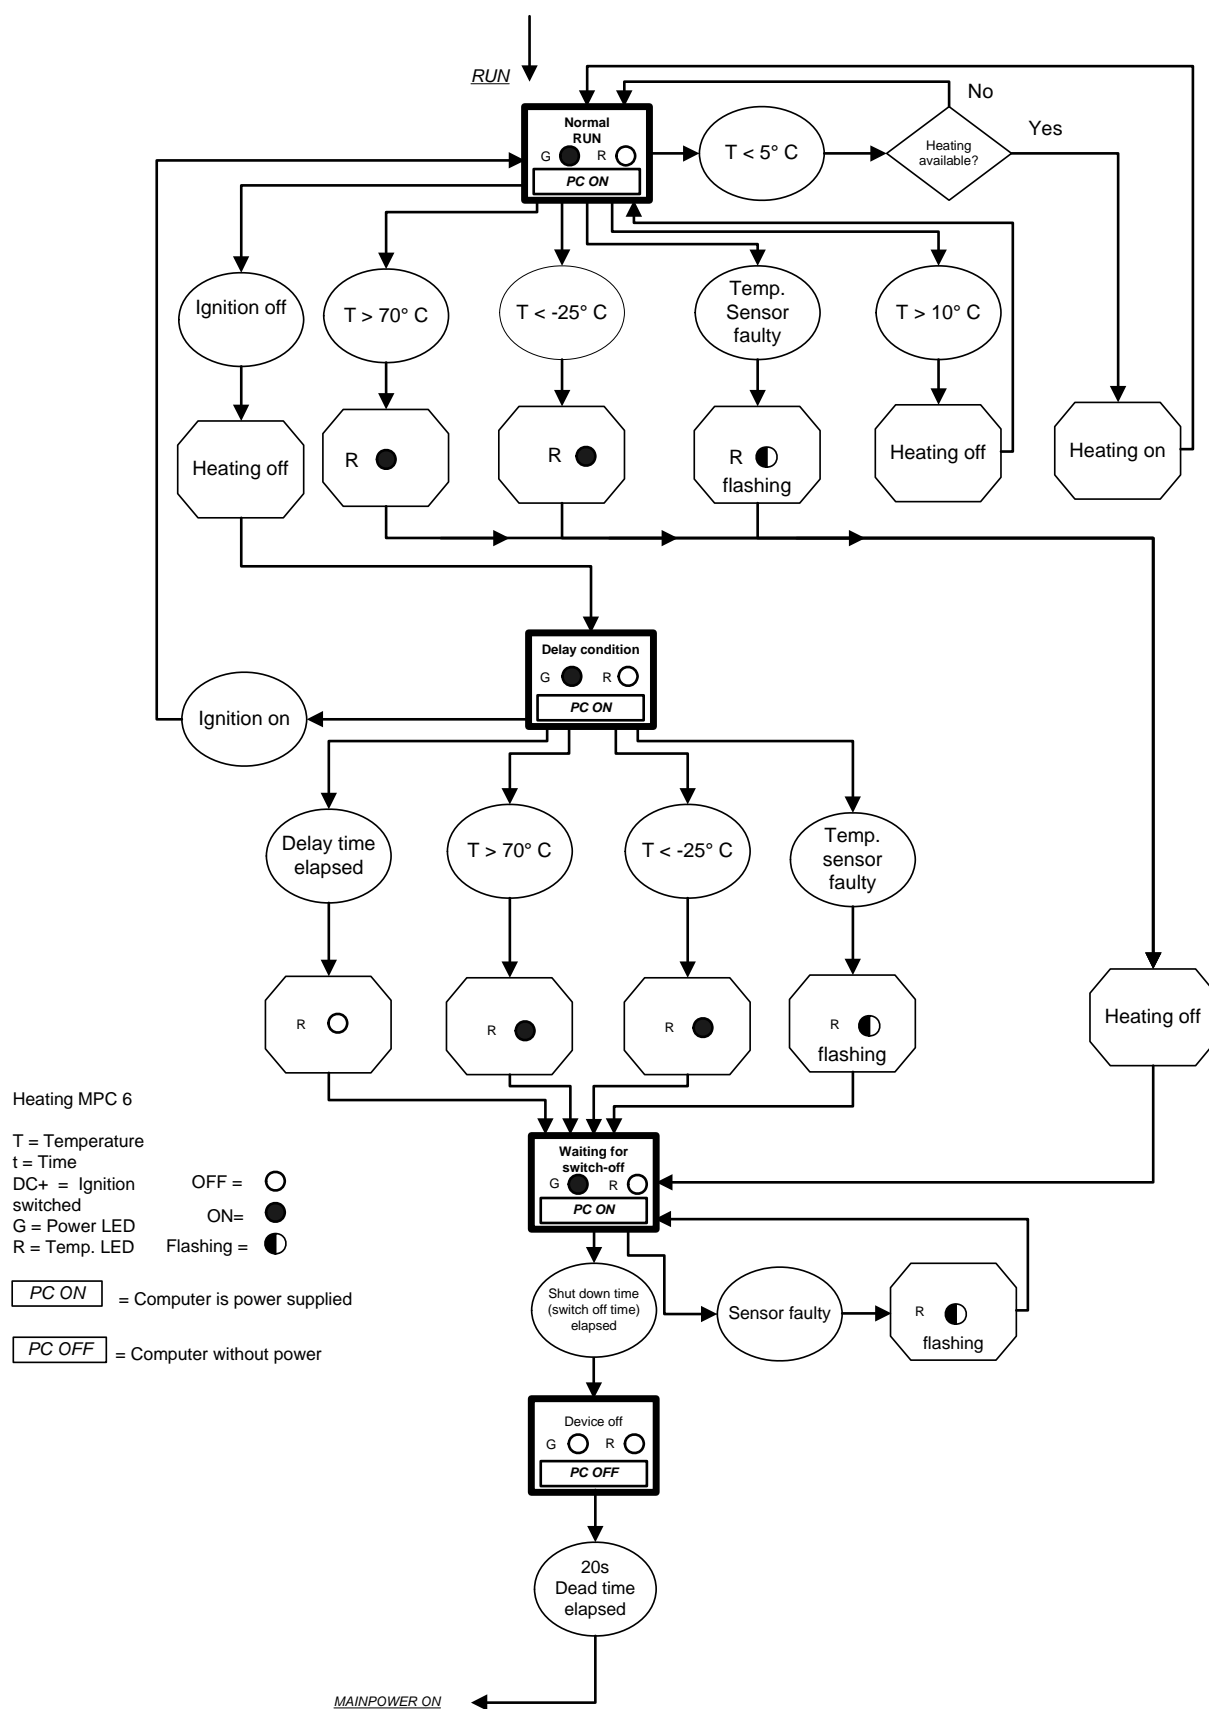 RUN
No
Normal
RUN
G
R
PC ON
T < 5° C
Heating
available?
Yes
Ignition off
T > 70° C
T < -25° C
Temp.
Sensor
faulty
T > 10° C
Heating off
R
R
R
flashing
Heating off
Heating on
Delay condition
G
R
PC ON
Ignition on
Delay time
elapsed
T > 70° C
T < -25° C
Temp.
sensor
faulty
R
R
R
R
flashing
Heating off
Heating MPC 6
T = Temperature
t = Time
DC+ = Ignition
switched
G = Power LED
R = Temp. LED
OFF =
ON=
Flashing =
PC ON
= Computer is power supplied
PC OFF
= Computer without power
Waiting for
switch-off
G
R
PC ON
Shut down time
(switch off time)
elapsed
Sensor faulty
R
flashing
Device off
G
R
PC OFF
20s
Dead time
elapsed
MAINPOWER ON